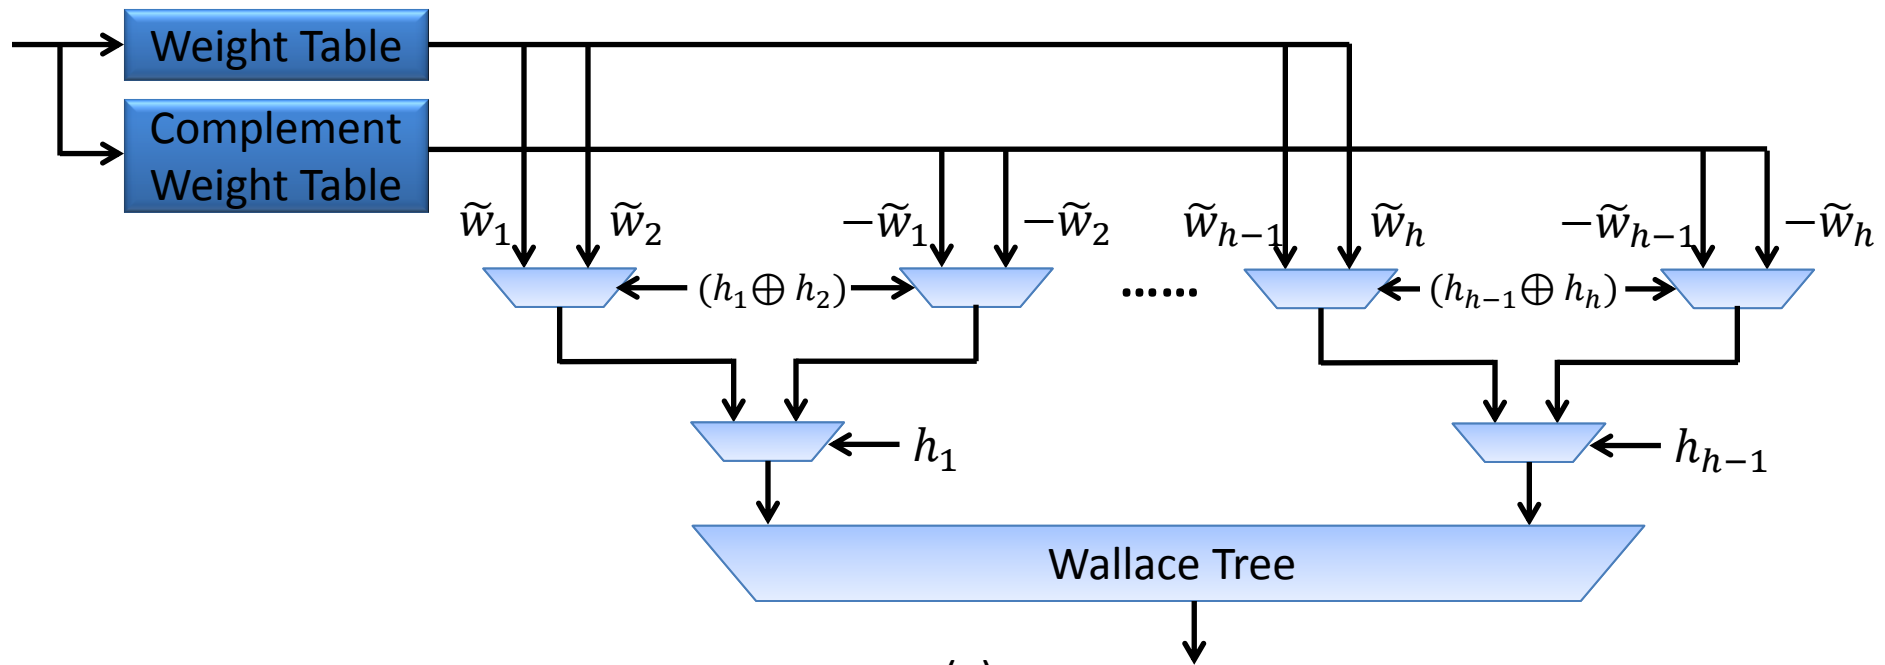 Weight Table
Complement
Weight Table
w̃₁ w̃₂ −w̃₁ −w̃₂ w̃ₕ₋₁ w̃ₕ −w̃ₕ₋₁ −w̃ₕ
(h₁⊕ h₂) ...... (hₕ₋₁⊕ hₕ)
h₁ hₕ₋₁
Wallace Tree